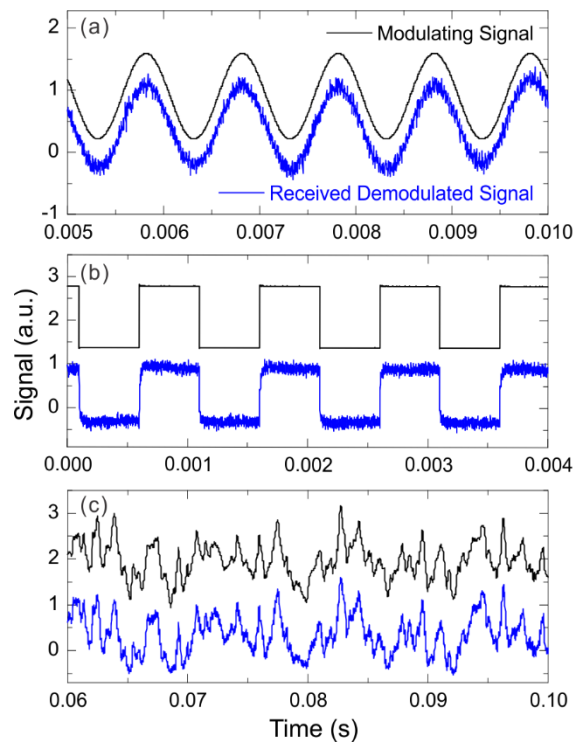 (a)
Modulating Signal
2
1
0
-1
Received Demodulated Signal
0.005 0.006 0.007 0.008 0.009 0.010
(b)
3
2
1
0
0.000 0.001 0.002 0.003 0.004
Signal (a.u.)
(c)
3
2
1
0
0.06 0.07 0.08 0.09 0.10
Time (s)